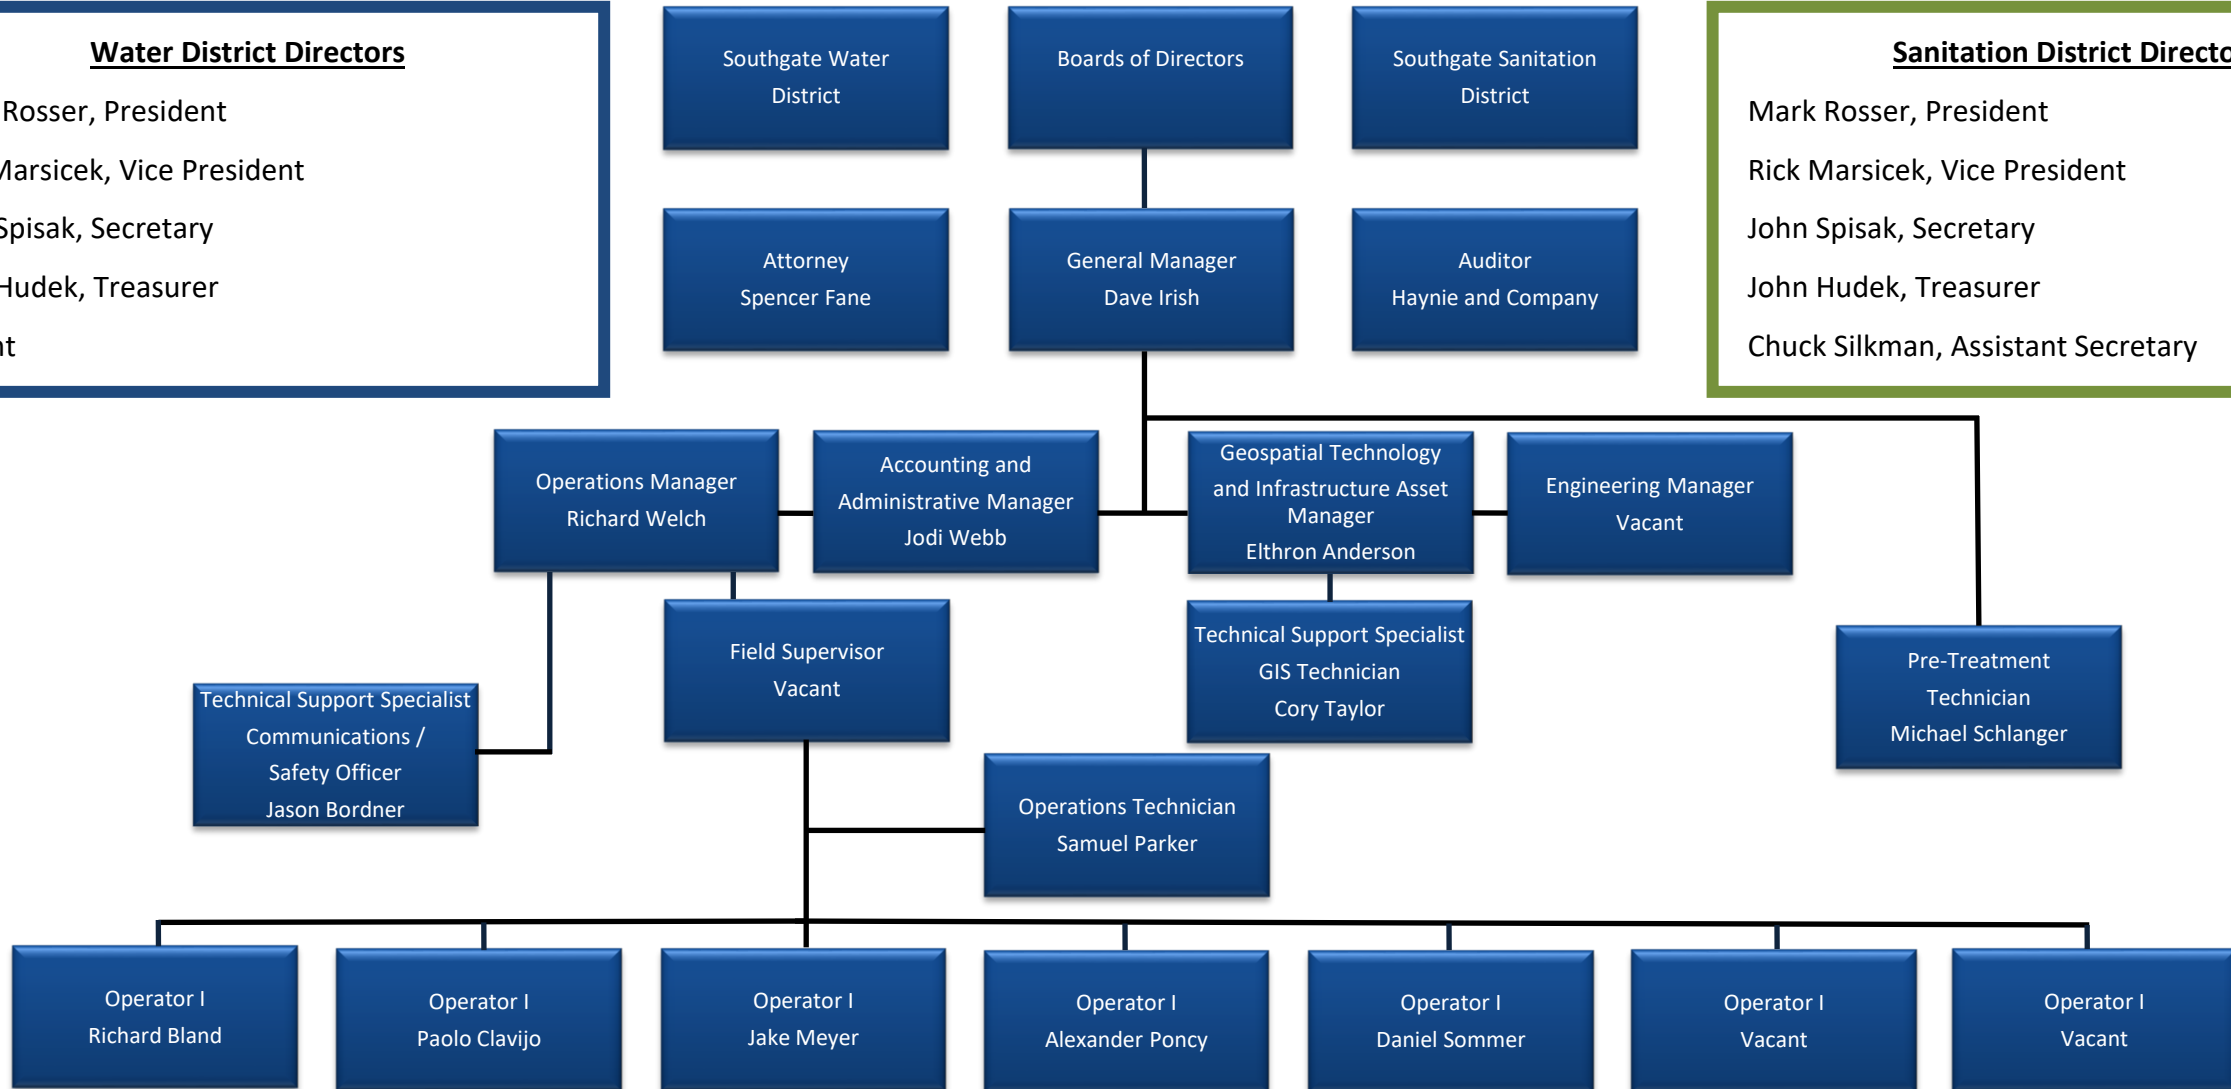 Water District Directors
Rosser, President
Marsicek, Vice President
Spisak, Secretary
Hudek, Treasurer
Southgate Water
District
Boards of Directors
Southgate Sanitation
District
Sanitation District
Mark Rosser, President
Rick Marsicek, Vice President
John Spisak, Secretary
John Hudek, Treasurer
Chuck Silkman, Assistant Secretary
Attorney
Spencer Fane
General Manager
Dave Irish
Auditor
Haynie and Company
Operations Manager
Richard Welch
Accounting and
Administrative Manager
Jodi Webb
Geospatial Technology
and Infrastructure Asset
Manager
Elthron Anderson
Engineering Manager
Vacant
Technical Support Specialist
Communications /
Safety Officer
Jason Bordner
Field Supervisor
Vacant
Technical Support Specialist
GIS Technician
Cory Taylor
Pre-Treatment
Technician
Michael Schlanger
Operations Technician
Samuel Parker
Operator I
Richard Bland
Operator I
Paolo Clavijo
Operator I
Jake Meyer
Operator I
Alexander Poncy
Operator I
Daniel Sommer
Operator I
Vacant
Operator I
Vacant